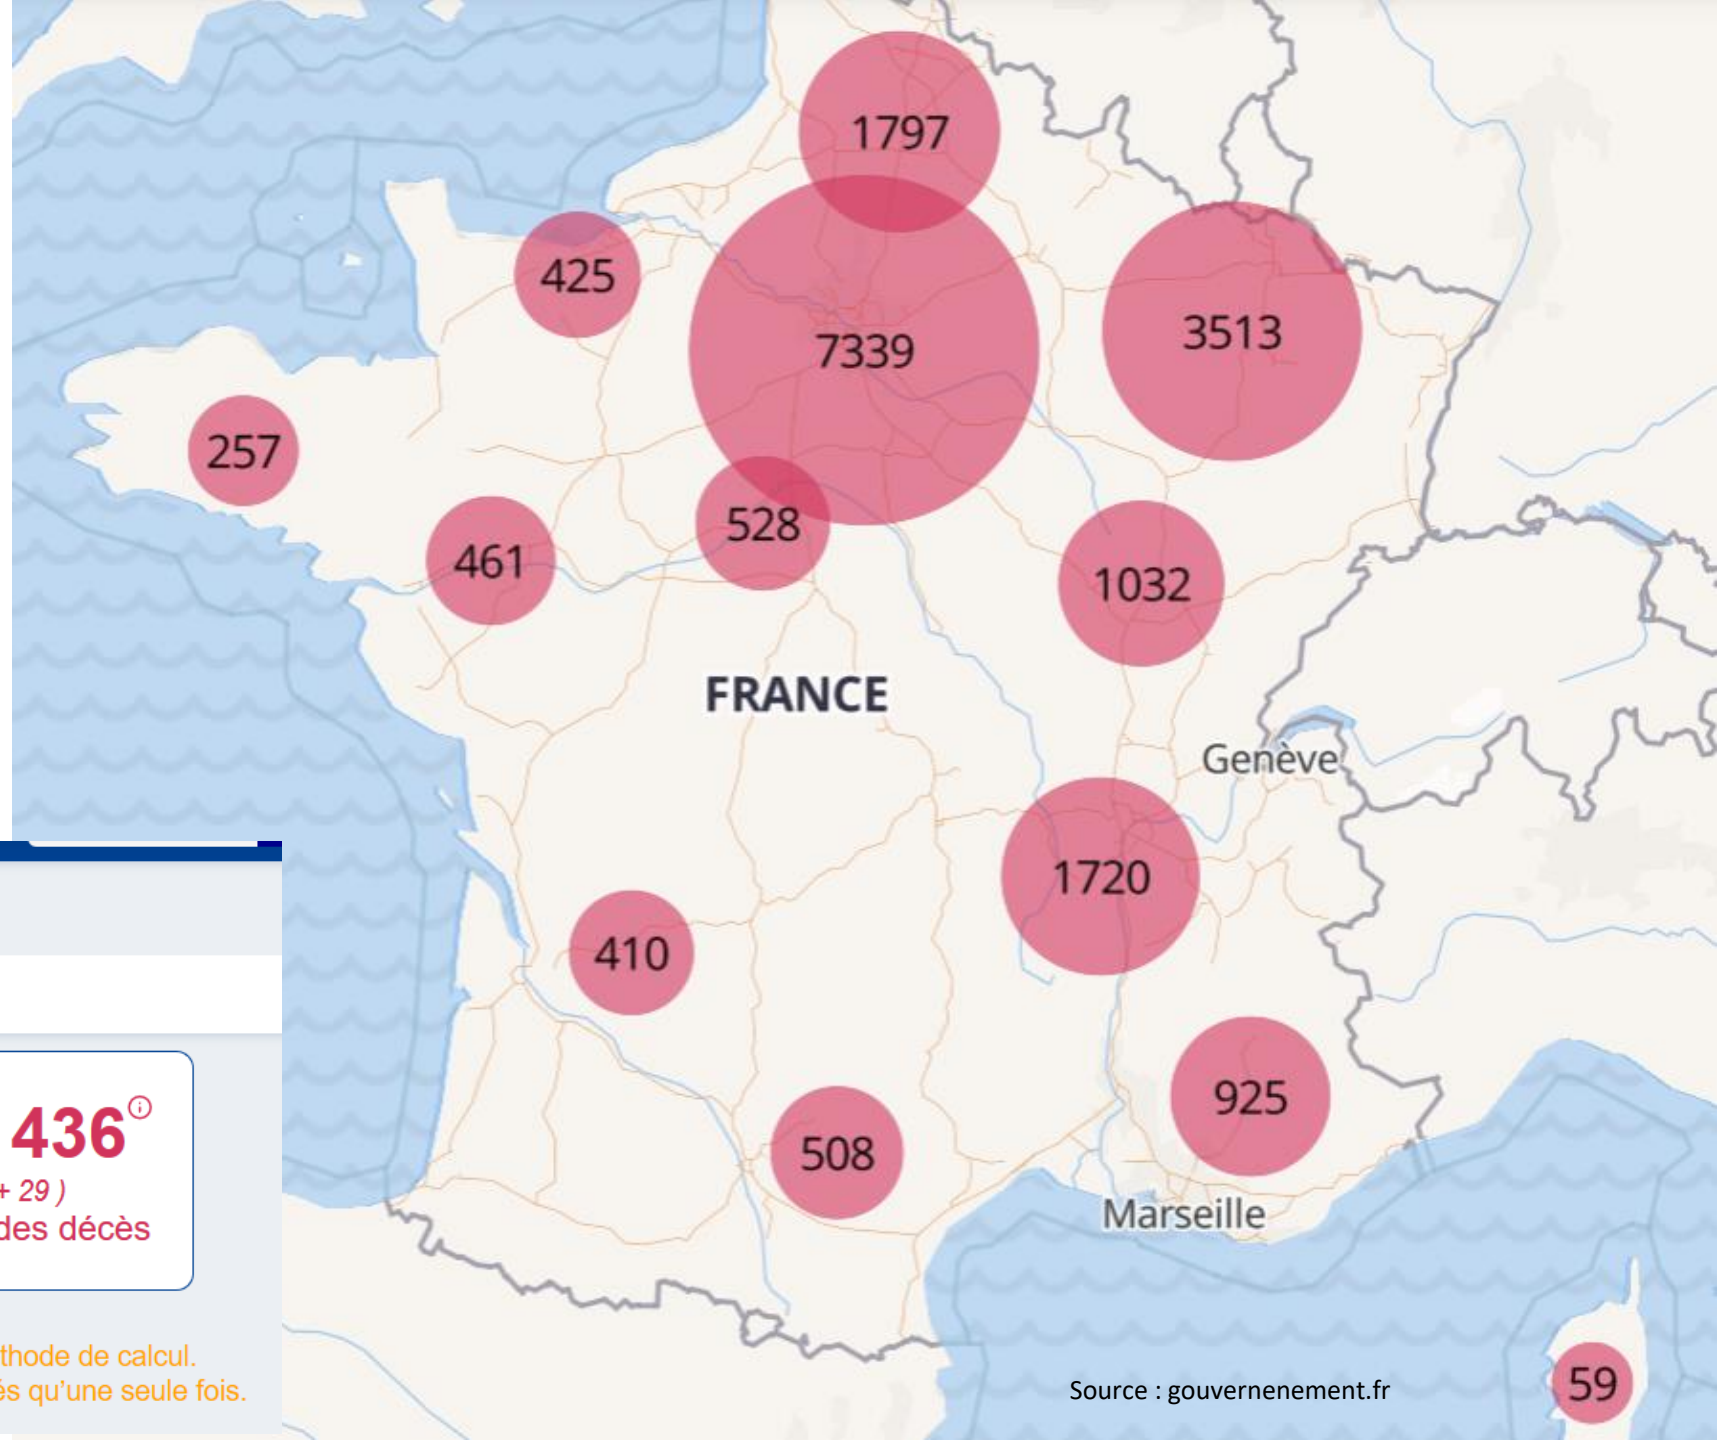 1797
425
7339
3513
257
528
461
1032
FRANCE
Genève
1720
410
925
508
Marseille
59
436
+ 29 )
des décès
thode de calcul.
és qu'une seule fois.
Source : gouvernenement.fr